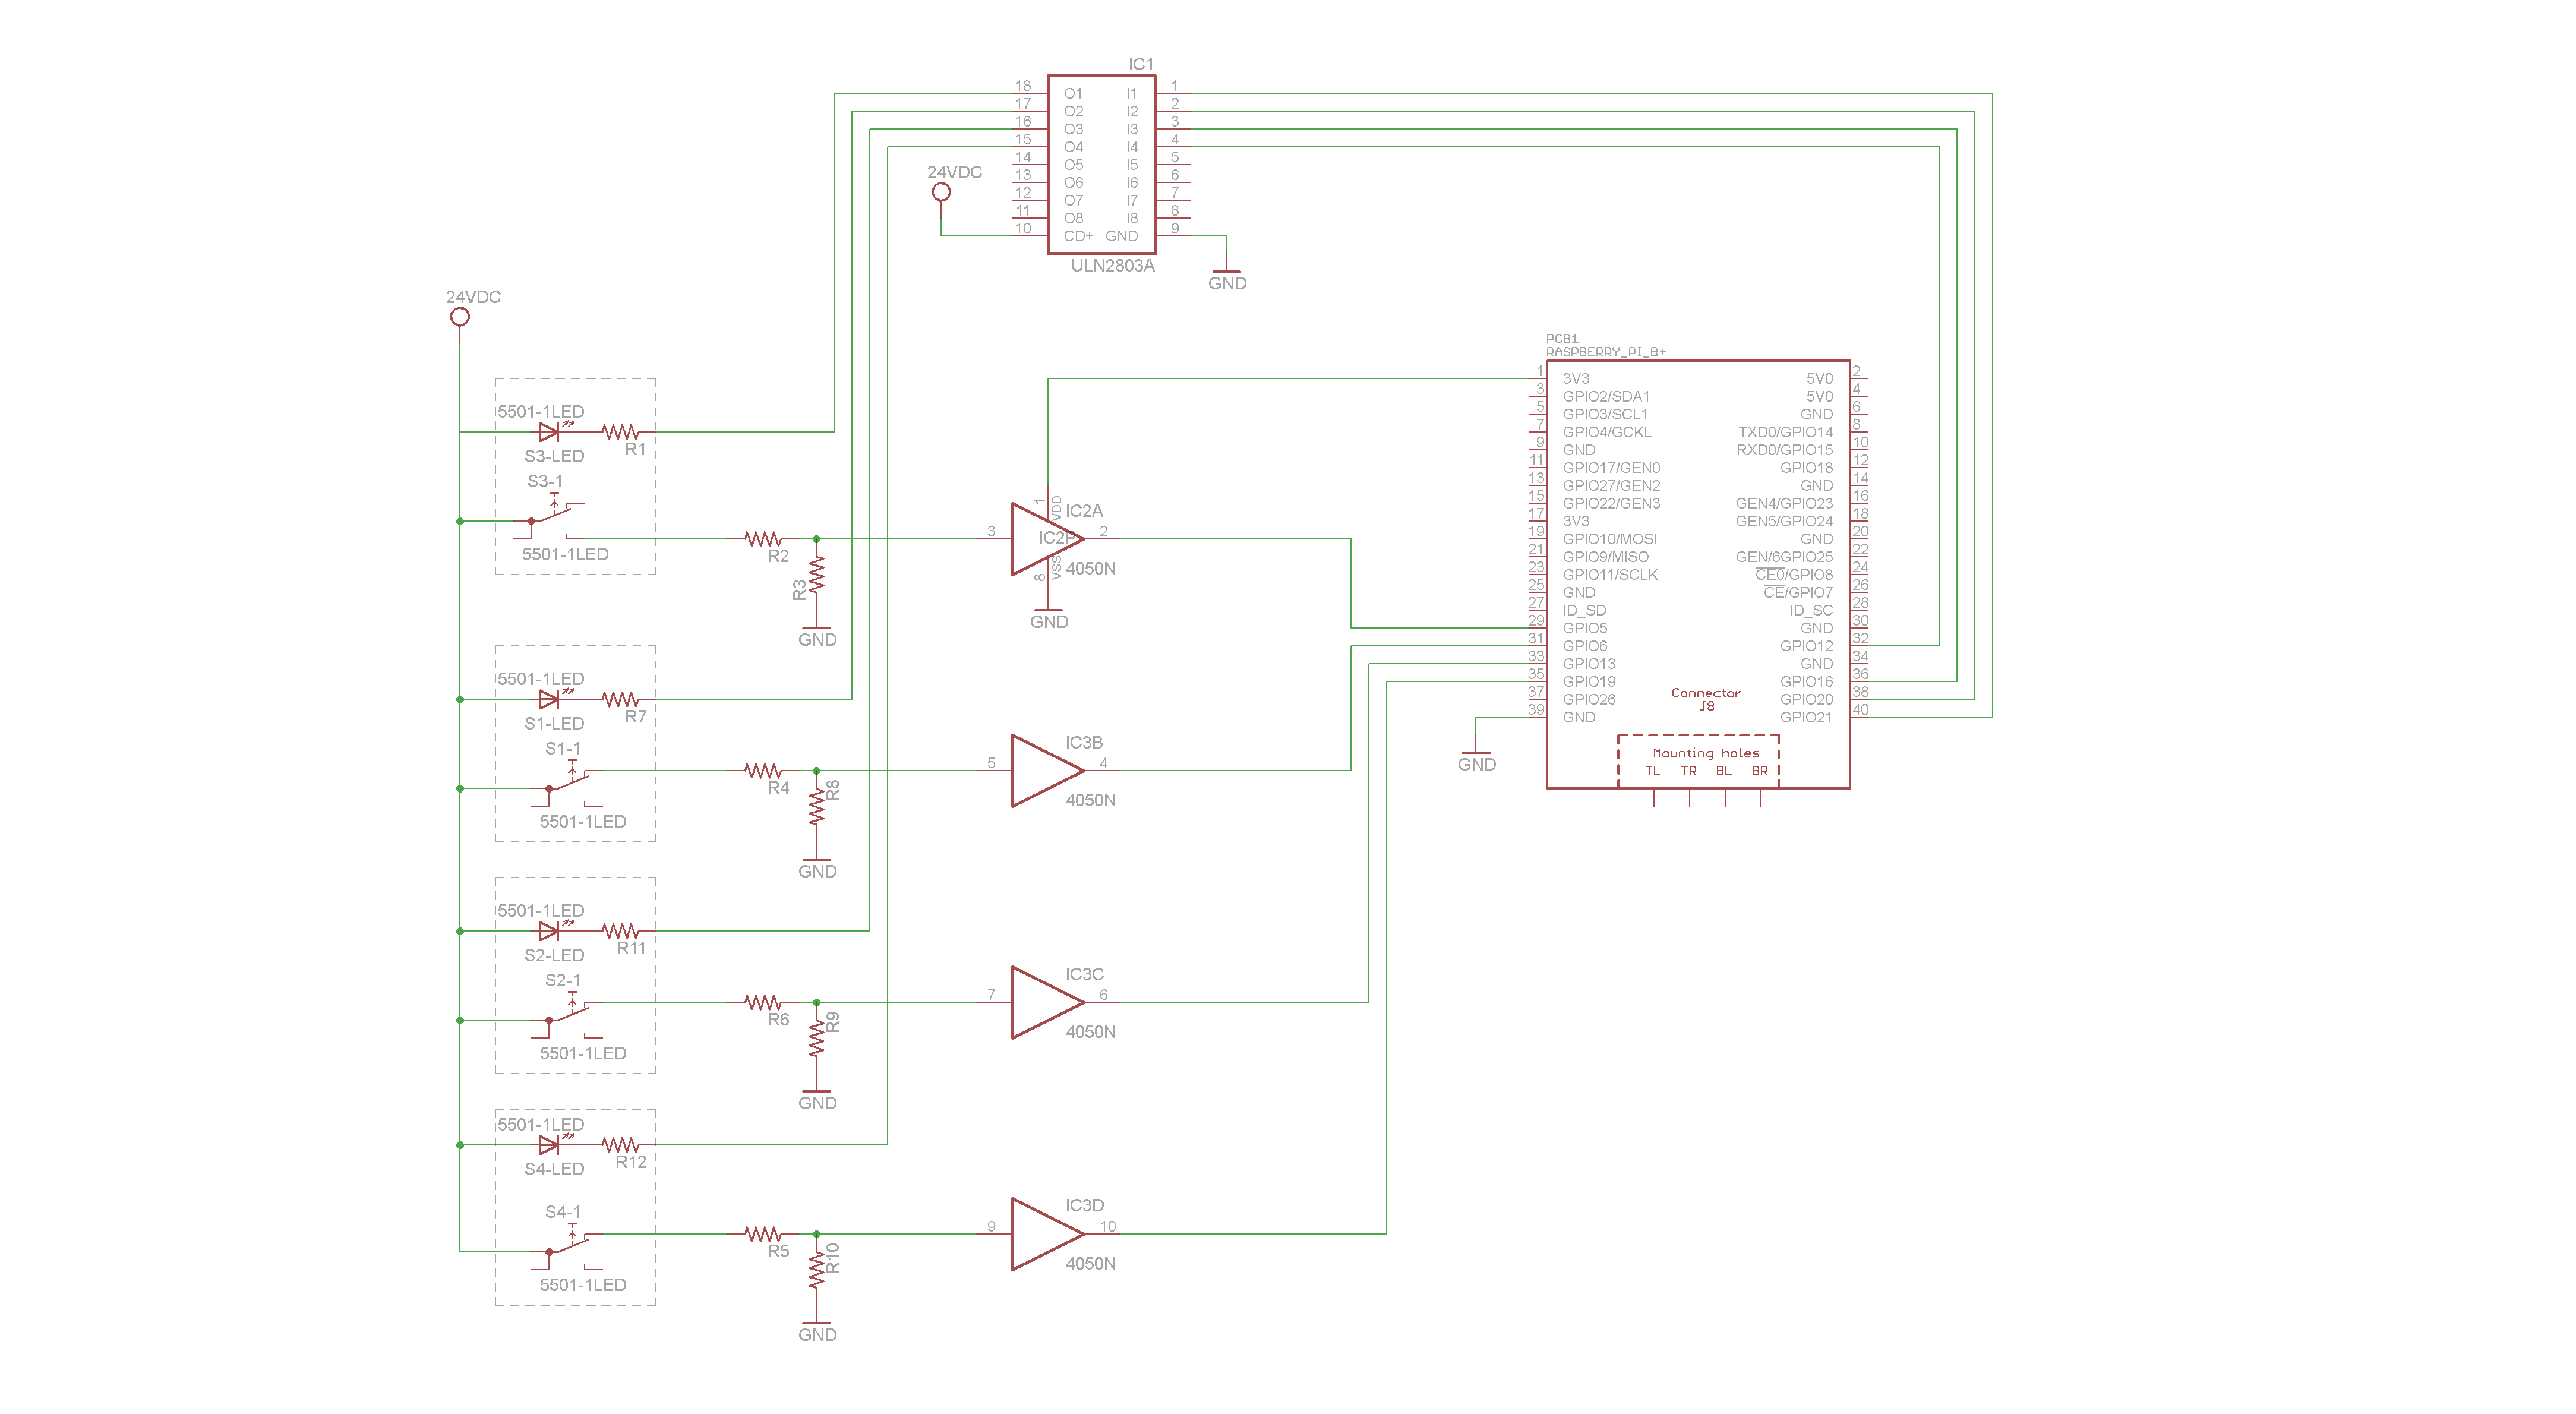 IC1
18 O1 I1 1
17 O2 I2 2
16 O3 I3 3
15 O4 I4 4
14 O5 I5 5
13 O6 I6 6
12 O7 I7 7
11 O8 I8 8
10 CD+ GND 9
ULN2803A
24VDC
GND
24VDC
5501-1LED
S3-LED
R1
S3-1
5501-1LED
R2
R3
GND
3
1
VDD
IC2A
IC2P
2
8
VSS
4050N
GND
5501-1LED
S1-LED
R7
S1-1
5501-1LED
R4
R8
GND
5
IC3B
4
4050N
5501-1LED
S2-LED
R11
S2-1
5501-1LED
R6
R9
GND
7
IC3C
6
4050N
5501-1LED
S4-LED
R12
S4-1
5501-1LED
R5
R10
GND
9
IC3D
10
4050N
PCB1
RASPBERRY_PI_B+
1 3V3 5V0 2
3 GPIO2/SDA1 5V0 4
5 GPIO3/SCL1 GND 6
7 GPIO4/GCKL TXD0/GPIO14 8
9 GND RXD0/GPIO15 10
11 GPIO17/GEN0 GPIO18 12
13 GPIO27/GEN2 GND 14
15 GPIO22/GEN3 GEN4/GPIO23 16
17 3V3 GEN5/GPIO24 18
19 GPIO10/MOSI GND 20
21 GPIO9/MISO GEN/6GPIO25 22
23 GPIO11/SCLK CE0/GPIO8 24
25 GND CE/GPIO7 26
27 ID_SD ID_SC 28
29 GPIO5 GND 30
31 GPIO6 GPIO12 32
33 GPIO13 GND 34
35 GPIO19 GPIO16 36
37 GPIO26 GPIO20 38
39 GND GPIO21 40
Connector
J8
Mounting holes
TL TR BL BR
GND